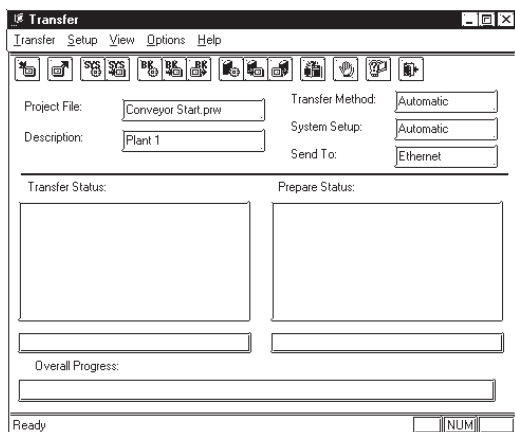 Transfer
Transfer Setup View Options Help
SYS SYS BK BK BK
Project File: Conveyor Start.prw
Description: Plant 1
Transfer Method: Automatic
System Setup: Automatic
Send To: Ethernet
Transfer Status:
Prepare Status:
Overall Progress:
Ready NUM